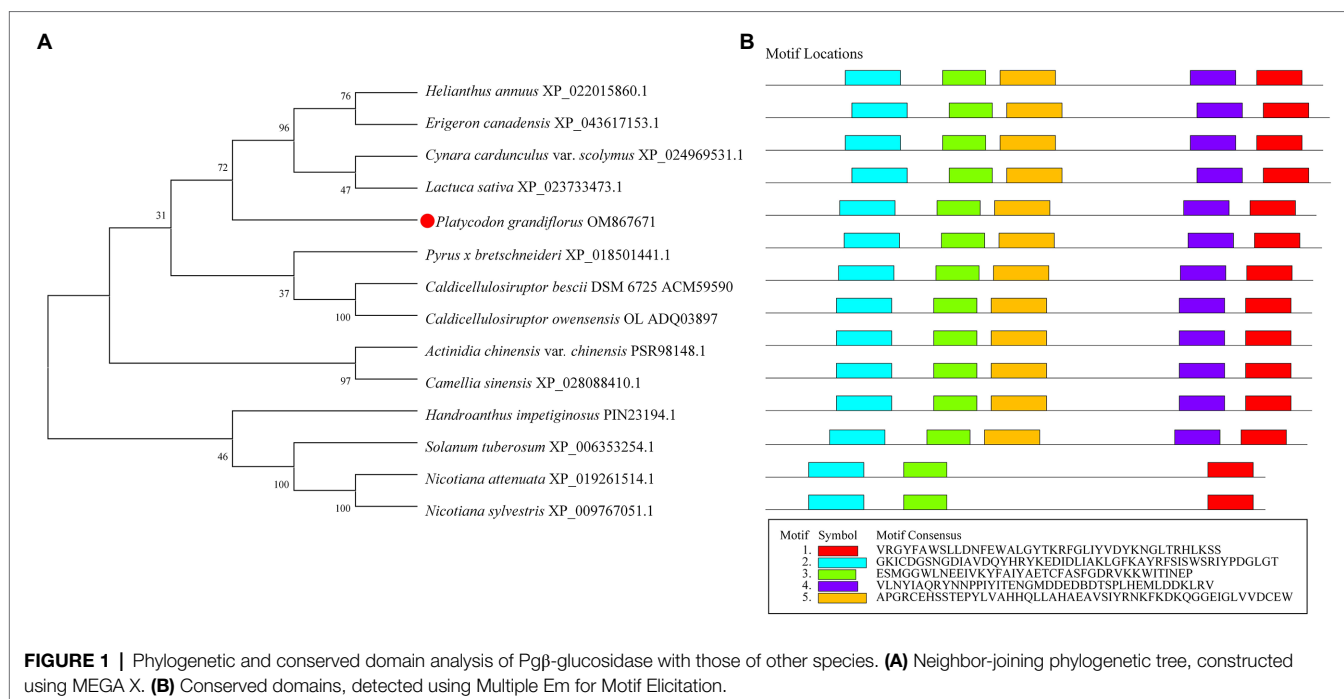 A
B
Motif Locations
76
Helianthus annuus XP_022015860.1
96
Erigeron canadensis XP_043617153.1
72
Cynara cardunculus var. scolymus XP_024969531.1
47
Lactuca sativa XP_023733473.1
31
Platycodon grandiflorus OM867671
Pyrus x bretschneideri XP_018501441.1
37
Caldicellulosiruptor bescii DSM 6725 ACM59590
100
Caldicellulosiruptor owensensis OL ADQ03897
Actinidia chinensis var. chinensis PSR98148.1
97
Camellia sinensis XP_028088410.1
Handroanthus impetiginosus PIN23194.1
46
Solanum tuberosum XP_006353254.1
100
Nicotiana attenuata XP_019261514.1
100
Nicotiana sylvestris XP_009767051.1
Motif Symbol Motif Consensus
1. VRGYFAWSLLDNFEWALGYTKRFGLIYVDYKNGLTRHLKSS
2. GKICDGSNGDIAVDQYHRYKEDIDLIAKLGFKAYRFSISWSRIYPDGLGT
3. ESMGGWLNEEIVKYFAIYAETCFASFGDRVKKWITINEP
4. VLNYIAQRYNNPPIYITENGMDDEDBDTSPLHEMLDDKLRV
5. APGRCEHSSTEPYLVAHHQLLAHAEAVSIYRNKFKDKQGGEIGLVVDCEW
FIGURE 1 | Phylogenetic and conserved domain analysis of Pgβ-glucosidase with those of other species. (A) Neighbor-joining phylogenetic tree, constructed
using MEGA X. (B) Conserved domains, detected using Multiple Em for Motif Elicitation.